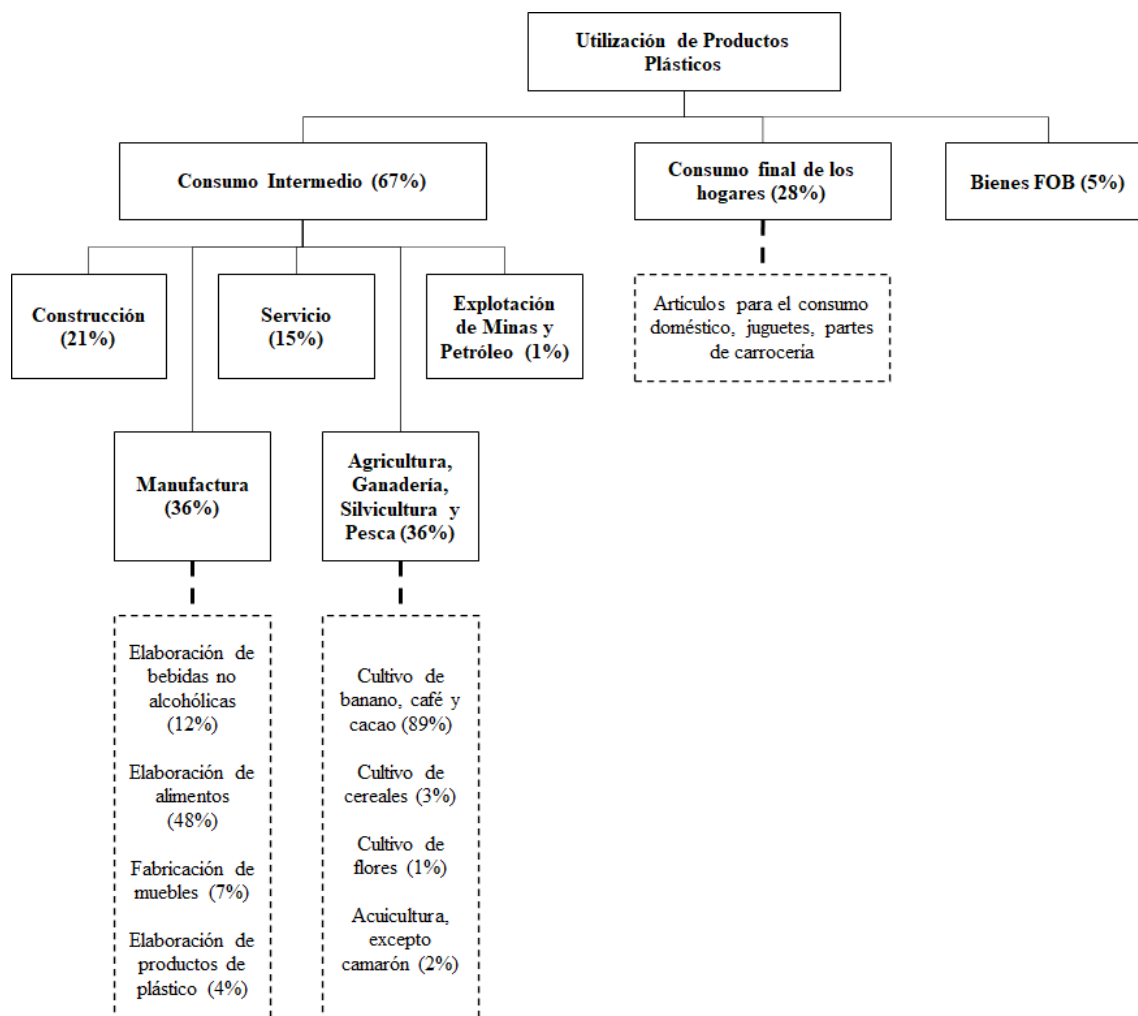 Utilización de Productos
Plásticos
Consumo Intermedio (67%)
Consumo final de los
hogares (28%)
Bienes FOB (5%)
Construcción
(21%)
Servicio
(15%)
Explotación
de Minas y
Petróleo (1%)
Artículos para el consumo
doméstico, juguetes, partes
de carroceria
Manufactura
(36%)
Agricultura,
Ganadería,
Silvicultura y
Pesca (36%)
Elaboración de
bebidas no
alcohólicas
(12%)
Elaboración de
alimentos
(48%)
Fabricación de
muebles (7%)
Elaboración de
productos de
plástico (4%)
Cultivo de
banano, café y
cacao (89%)
Cultivo de
cereales (3%)
Cultivo de
flores (1%)
Acuicultura,
excepto
camarón (2%)